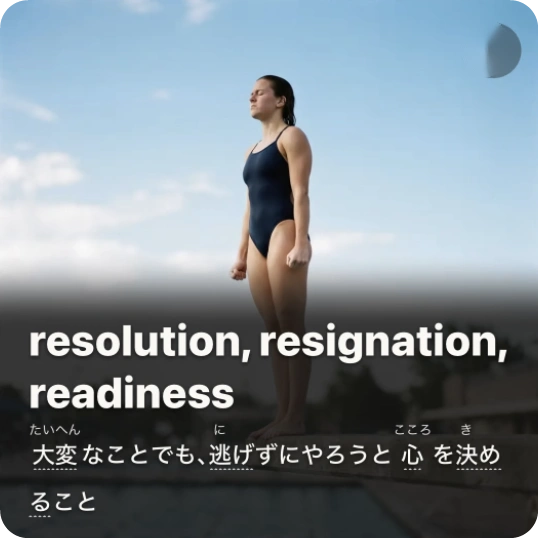 resolution, resignation,
readiness
たいへん に こころ き
大変なことでも、逃げずにやろうと心を決め
ること